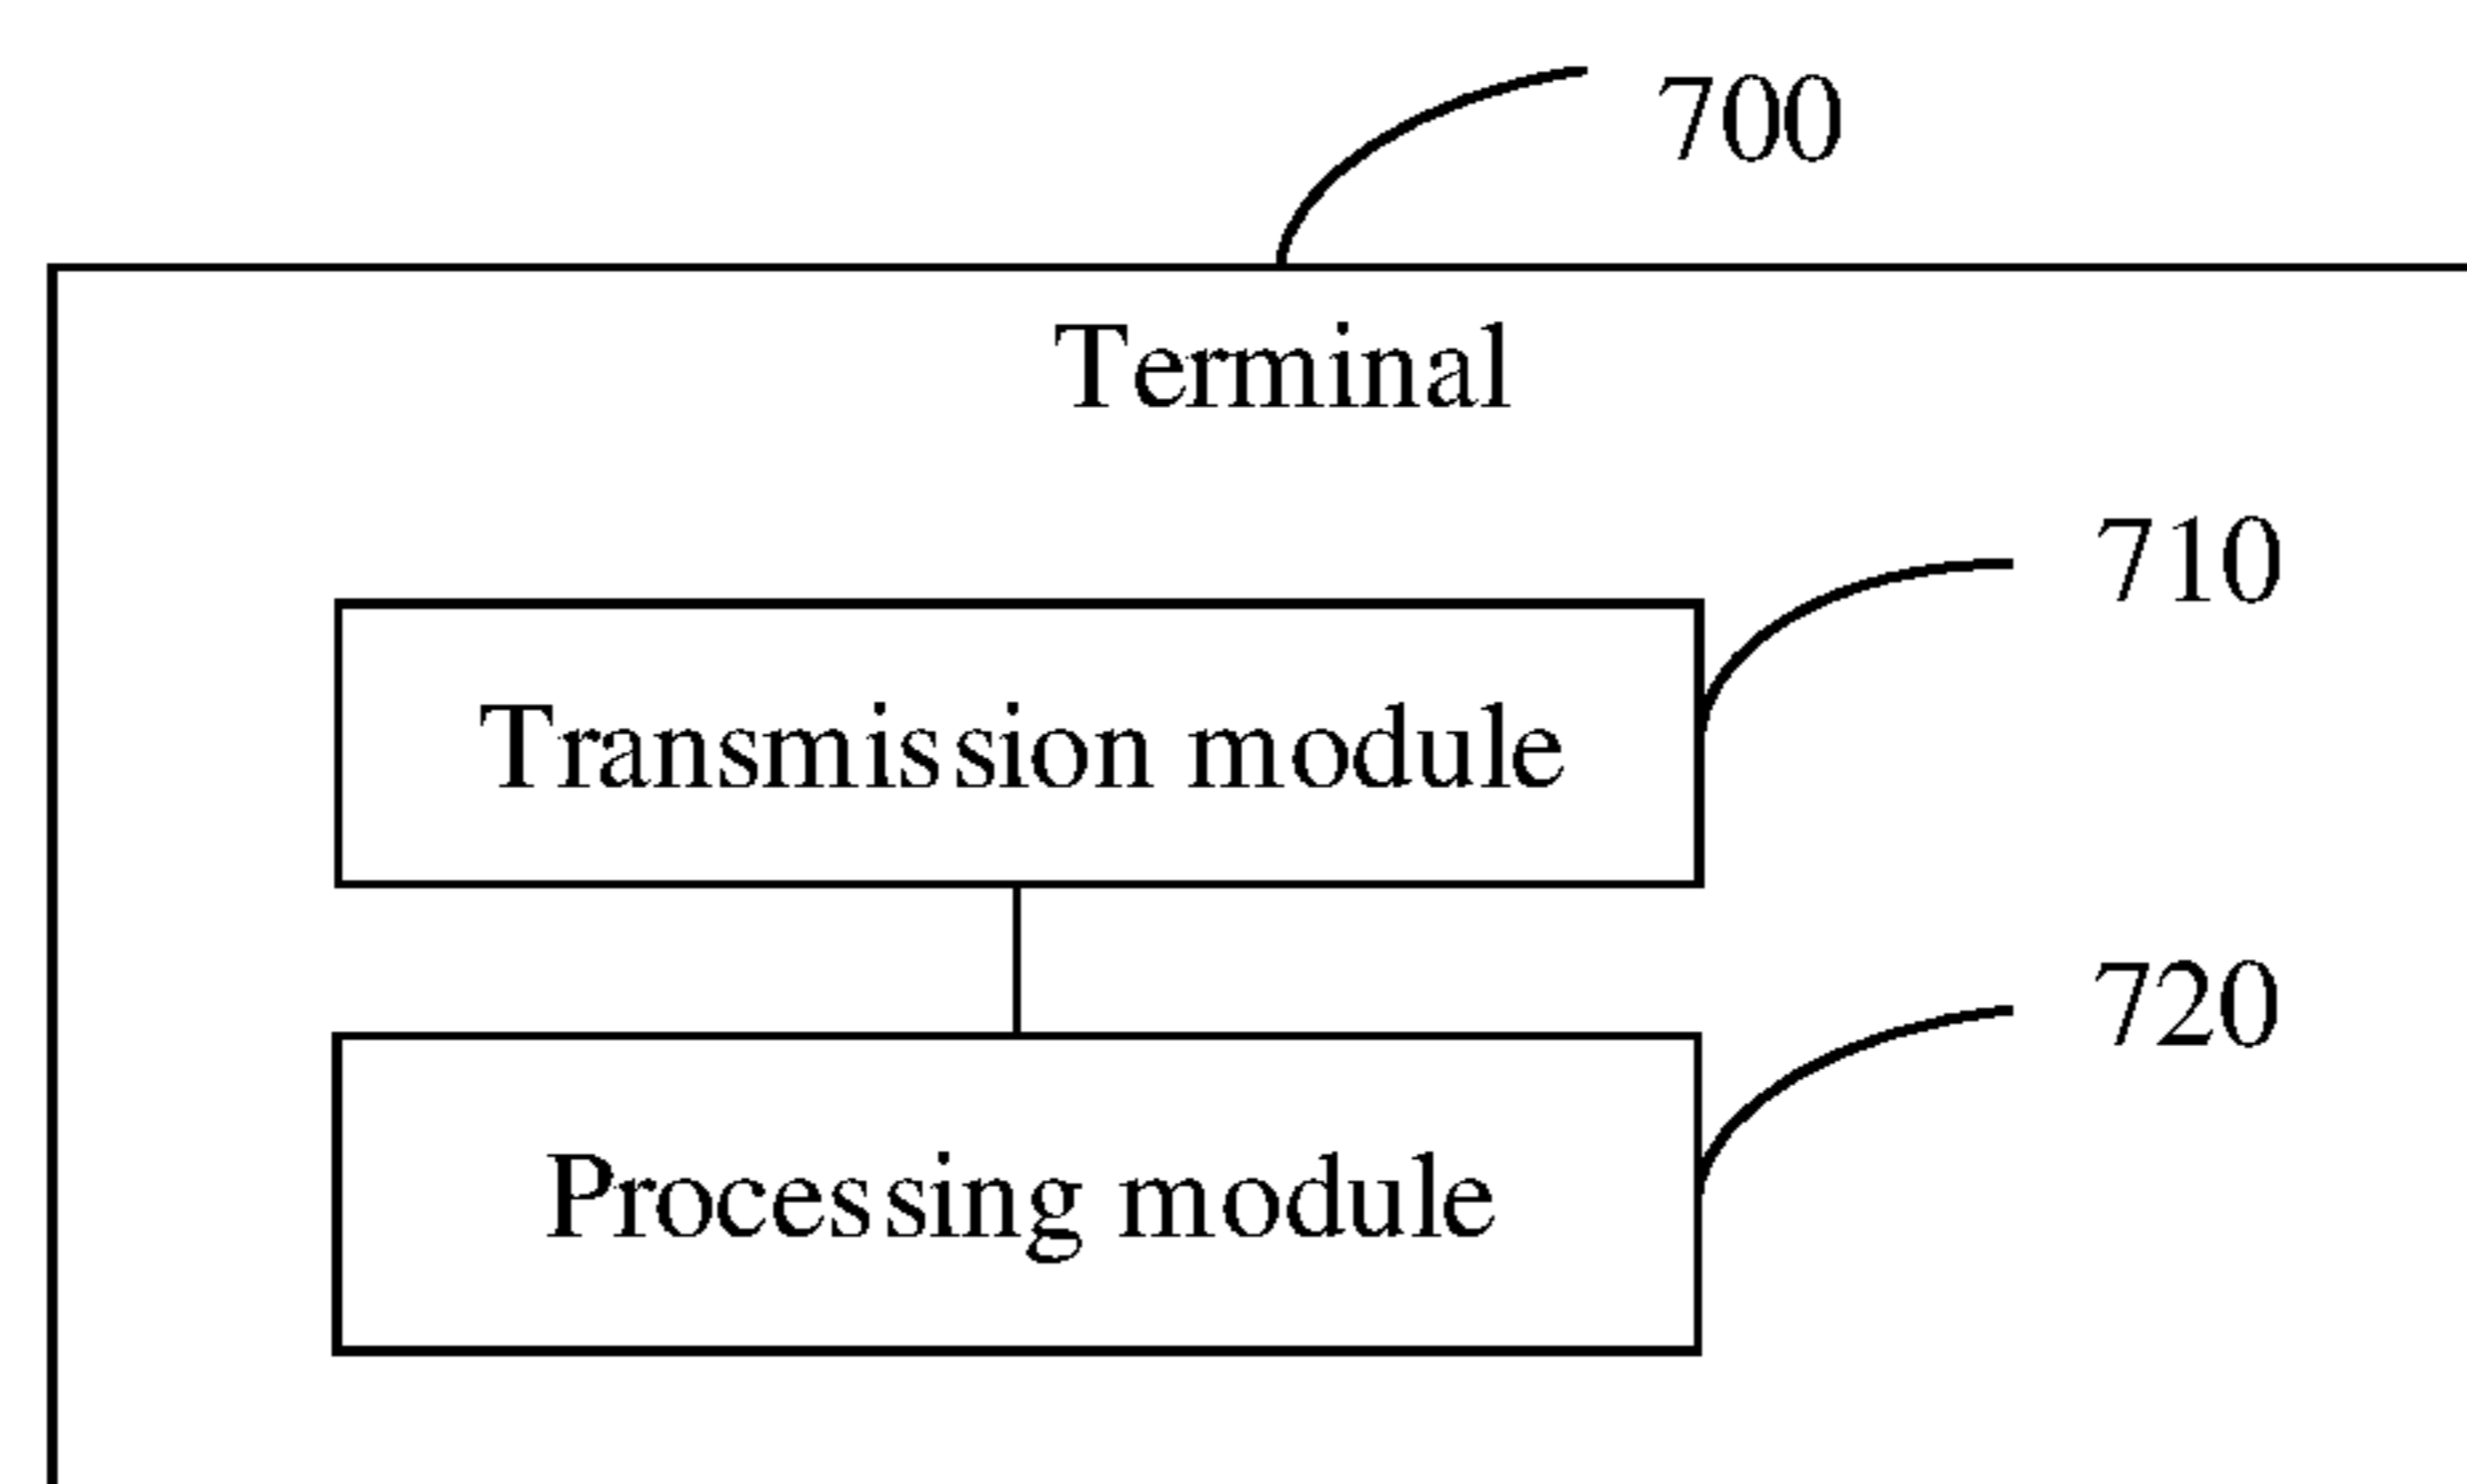 700
Terminal
710
Transmission module
720
Processing module